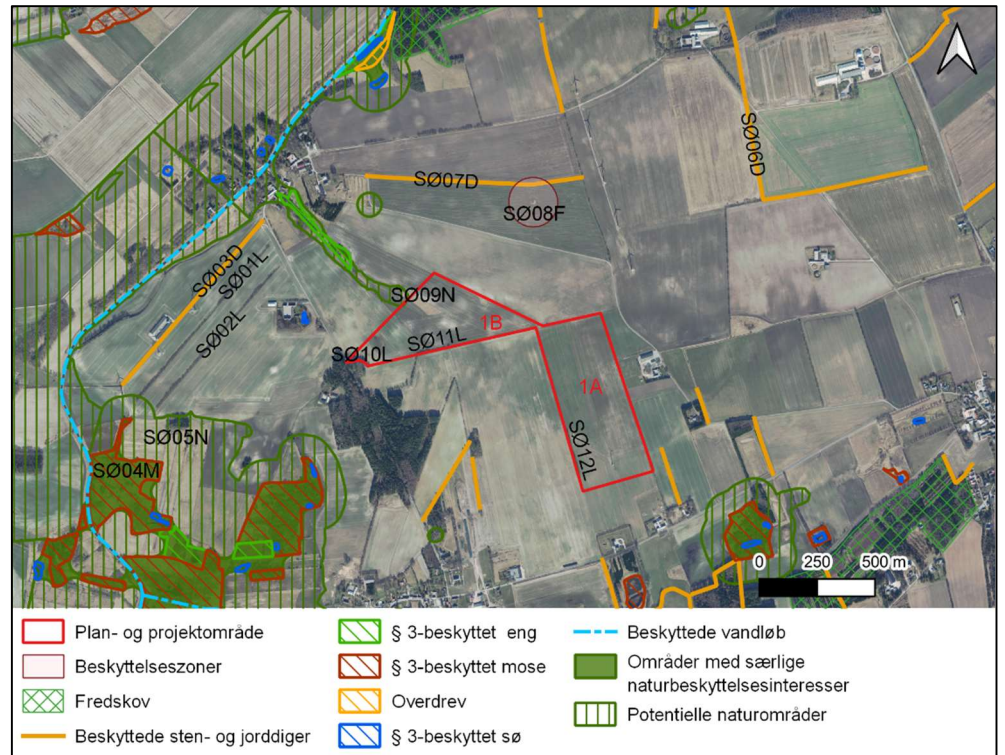 SØ06D
SØ07D
SØ08F
SØ03D
SØ01L
SØ02L
SØ09N
1B
SØ11L
SØ10L
1A
SØ12L
SØ05N
SØ04M
0 250 500 m
Plan- og projektområde
Beskyttelseszoner
Fredskov
Beskyttede sten- og jorddiger
§ 3-beskyttet eng
§ 3-beskyttet mose
Overdrev
§ 3-beskyttet sø
Beskyttede vandløb
Områder med særlige
naturbeskyttelsesinteresser
Potentielle naturområder